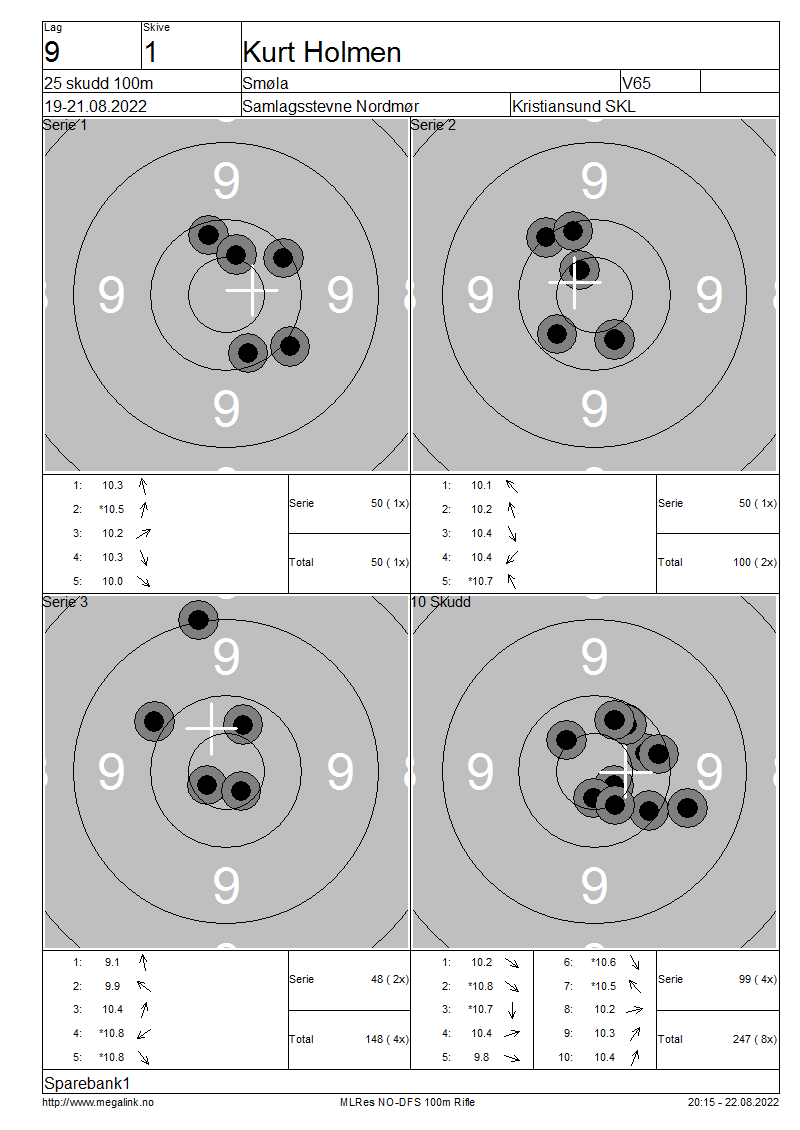 Lag Skive
9 1 Kurt Holmen
25 skudd 100m Smøla V65
19-21.08.2022 Samlagsstevne Nordmør Kristiansund SKL
Serie 1 Serie 2
9 9
9 9 9 9
9 9
1: 10.3 1: 10.1
2: *10.5 Serie 50 ( 1x) 2: 10.2 Serie 50 ( 1x)
3: 10.2 3: 10.4
4: 10.3 Total 50 ( 1x) 4: 10.4 Total 100 ( 2x)
5: 10.0 5: *10.7
Serie 3 10 Skudd
9 9
9 9 9 9
9 9
1: 9.1 1: 10.2 6: *10.6
2: 9.9 Serie 48 ( 2x) 2: *10.8 7: *10.5 Serie 99 ( 4x)
3: 10.4 3: *10.7 8: 10.2
4: *10.8 Total 148 ( 4x) 4: 10.4 9: 10.3 Total 247 ( 8x)
5: *10.8 5: 9.8 10: 10.4
Sparebank1
http://www.megalink.no MLRes NO-DFS 100m Rifle 20:15 - 22.08.2022